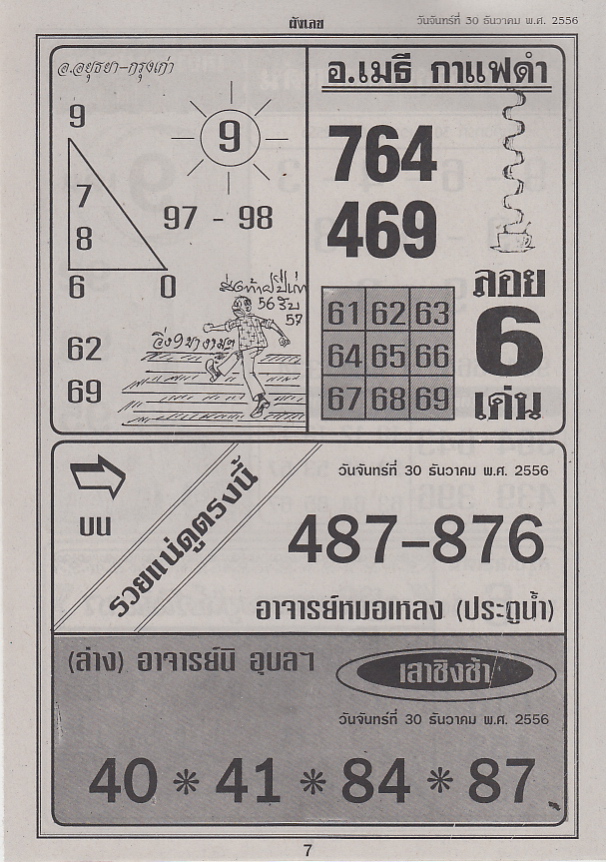 ผังเลข
วันจันทร์ที่ 30 ธันวาคม พ.ศ. 2556
อ.อยุธยา-กรุงเก่า
9
9
7
8
97 - 98
6 0
56 รับ
57
62
69
อ.เมธี กาแฟดำ
764
469
61 62 63
64 65 66
67 68 69
ลอย
6
เด่น
บน
รวยแน่ดูตรงนี้
วันจันทร์ที่ 30 ธันวาคม พ.ศ. 2556
487-876
อาจารย์หมอเหลง (ประตูน้ำ)
(ล่าง) อาจารย์นิ อุบลฯ
เสาชิงช้า
วันจันทร์ที่ 30 ธันวาคม พ.ศ. 2556
40 * 41 * 84 * 87
7